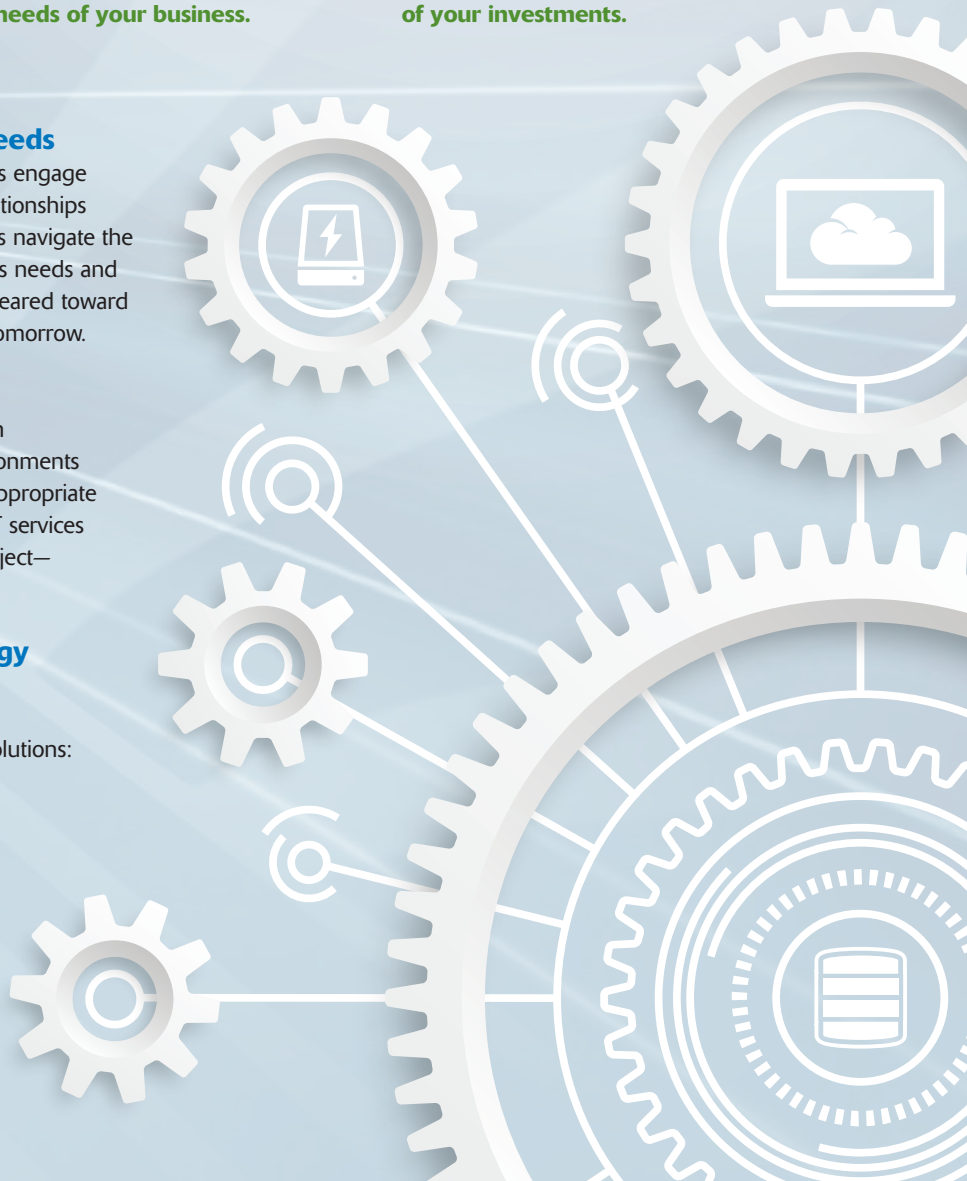 needs of your business.
of your investments.
eeds
s engage
tionships
s navigate the
s needs and
eared toward
omorrow.
n
onments
ppropriate
T services
ject—
gy
olutions: